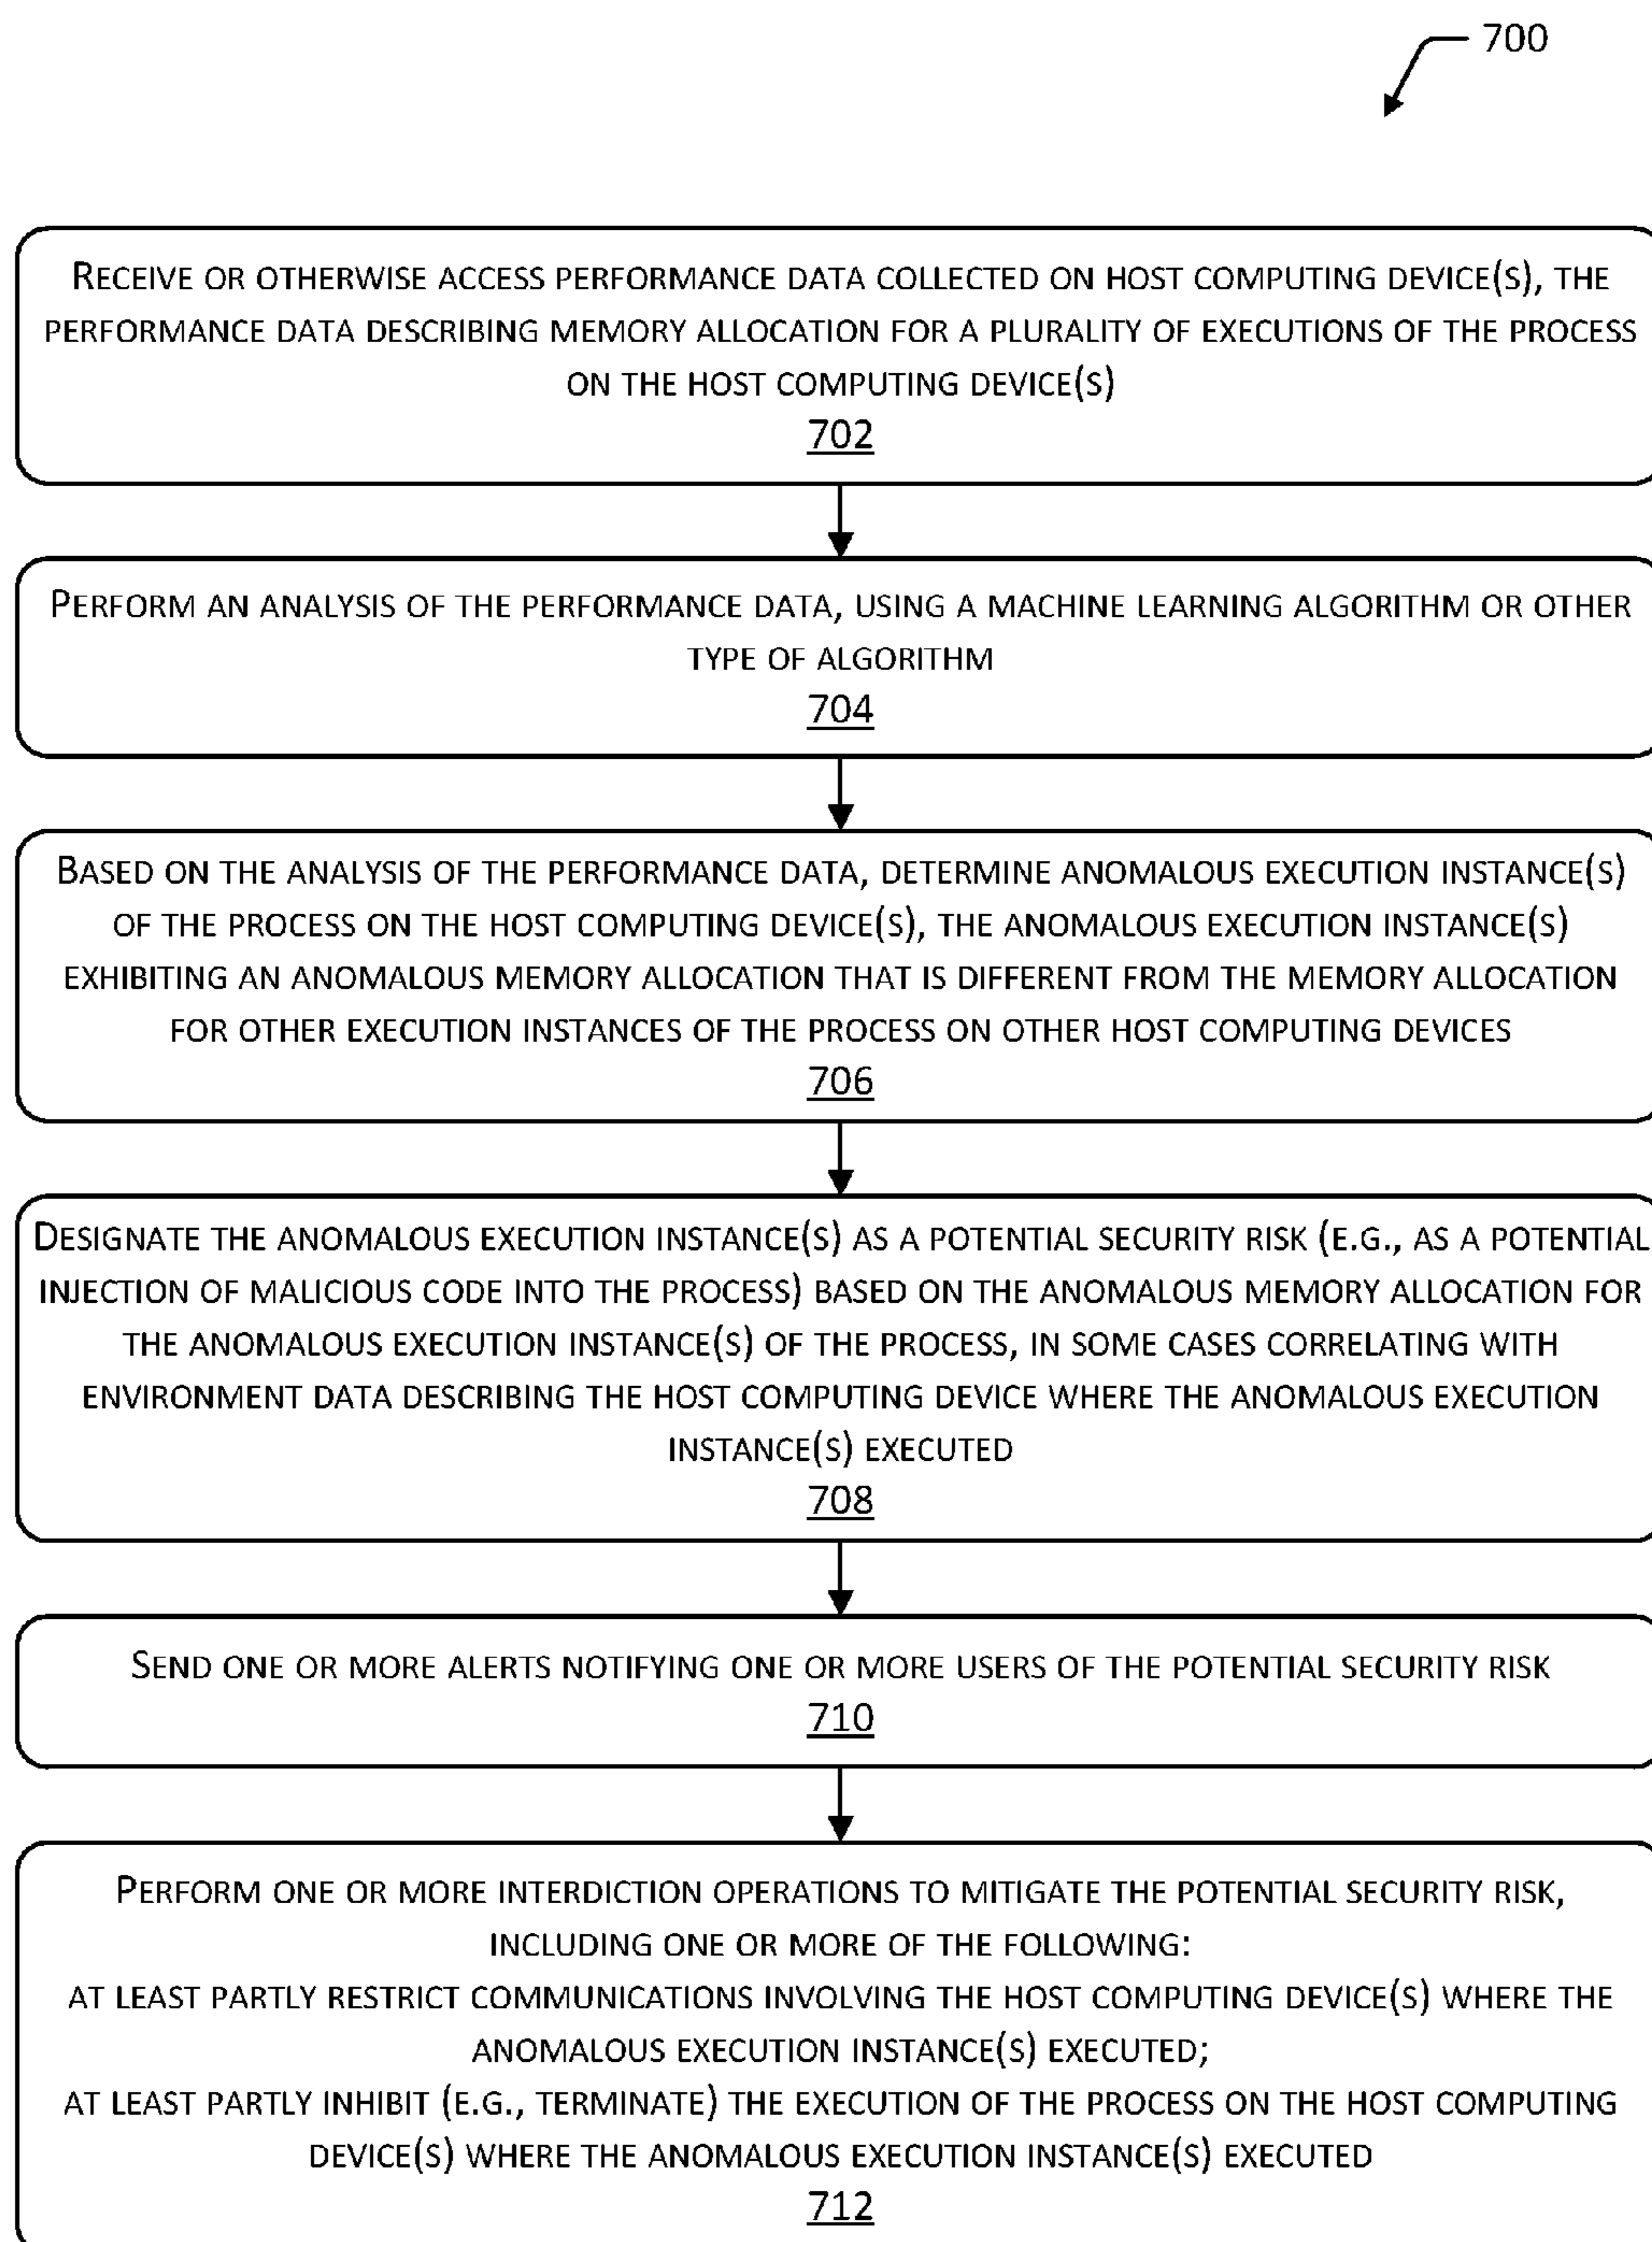 700
RECEIVE OR OTHERWISE ACCESS PERFORMANCE DATA COLLECTED ON HOST COMPUTING DEVICE(S), THE
PERFORMANCE DATA DESCRIBING MEMORY ALLOCATION FOR A PLURALITY OF EXECUTIONS OF THE PROCESS
ON THE HOST COMPUTING DEVICE(S)
702
PERFORM AN ANALYSIS OF THE PERFORMANCE DATA, USING A MACHINE LEARNING ALGORITHM OR OTHER
TYPE OF ALGORITHM
704
BASED ON THE ANALYSIS OF THE PERFORMANCE DATA, DETERMINE ANOMALOUS EXECUTION INSTANCE(S)
OF THE PROCESS ON THE HOST COMPUTING DEVICE(S), THE ANOMALOUS EXECUTION INSTANCE(S)
EXHIBITING AN ANOMALOUS MEMORY ALLOCATION THAT IS DIFFERENT FROM THE MEMORY ALLOCATION
FOR OTHER EXECUTION INSTANCES OF THE PROCESS ON OTHER HOST COMPUTING DEVICES
706
DESIGNATE THE ANOMALOUS EXECUTION INSTANCE(S) AS A POTENTIAL SECURITY RISK (E.G., AS A POTENTIAL
INJECTION OF MALICIOUS CODE INTO THE PROCESS) BASED ON THE ANOMALOUS MEMORY ALLOCATION FOR
THE ANOMALOUS EXECUTION INSTANCE(S) OF THE PROCESS, IN SOME CASES CORRELATING WITH
ENVIRONMENT DATA DESCRIBING THE HOST COMPUTING DEVICE WHERE THE ANOMALOUS EXECUTION
INSTANCE(S) EXECUTED
708
SEND ONE OR MORE ALERTS NOTIFYING ONE OR MORE USERS OF THE POTENTIAL SECURITY RISK
710
PERFORM ONE OR MORE INTERDICTION OPERATIONS TO MITIGATE THE POTENTIAL SECURITY RISK,
INCLUDING ONE OR MORE OF THE FOLLOWING:
AT LEAST PARTLY RESTRICT COMMUNICATIONS INVOLVING THE HOST COMPUTING DEVICE(S) WHERE THE
ANOMALOUS EXECUTION INSTANCE(S) EXECUTED;
AT LEAST PARTLY INHIBIT (E.G., TERMINATE) THE EXECUTION OF THE PROCESS ON THE HOST COMPUTING
DEVICE(S) WHERE THE ANOMALOUS EXECUTION INSTANCE(S) EXECUTED
712